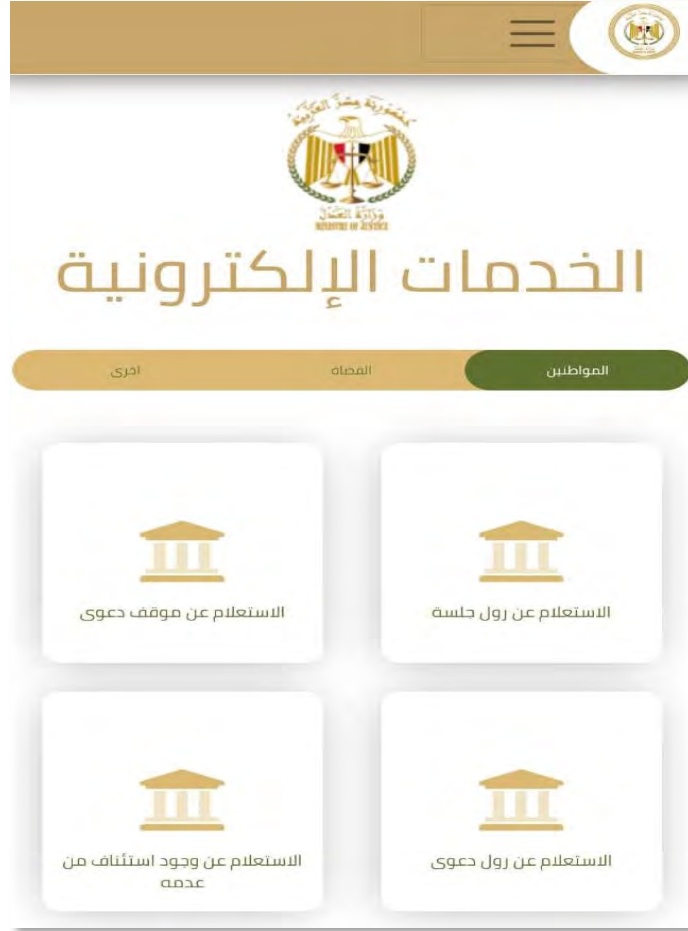 جمهورية مصر العربية
وزارة العدل
MINISTRY OF JUSTICE
الخدمات الإلكترونية
المواطنين
القضاة
اخرى
الاستعلام عن رول جلسة
الاستعلام عن موقف دعوى
الاستعلام عن رول دعوى
الاستعلام عن وجود استئناف من
عدمه